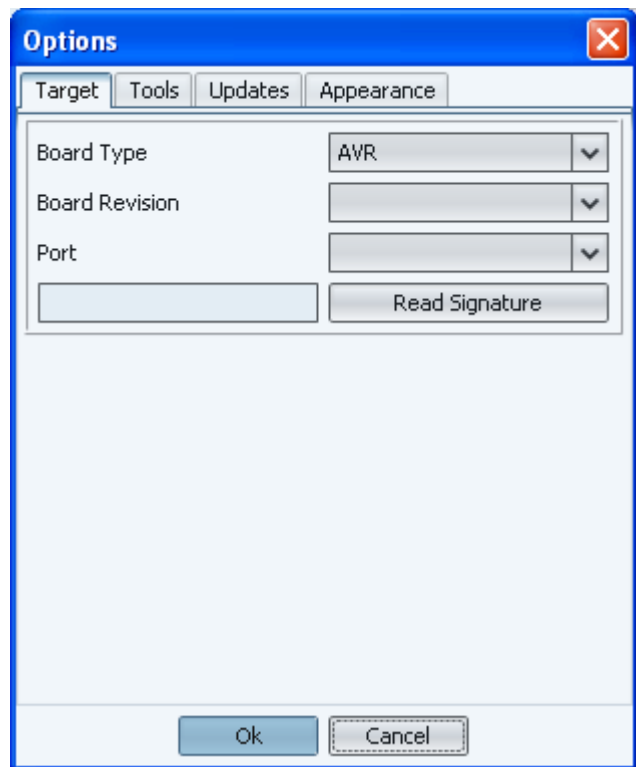 Options
Target Tools Updates Appearance
Board Type AVR
Board Revision
Port
Read Signature
Ok Cancel